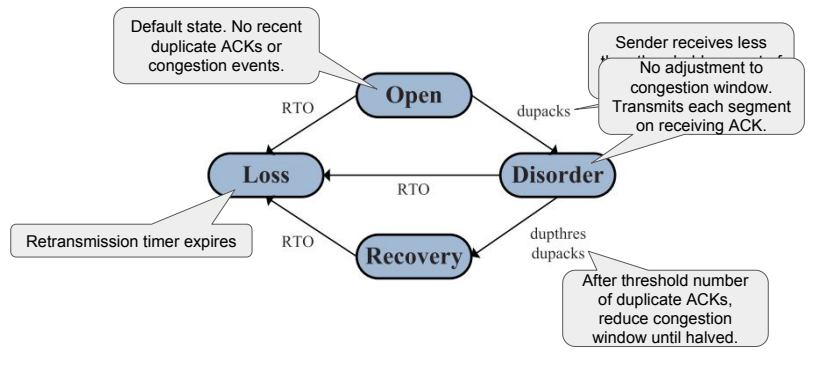 Default state. No recent
duplicate ACKs or
congestion events.
Sender receives less
No adjustment to
congestion window.
Transmits each segment
on receiving ACK.
Open
RTO
dupacks
Loss
Disorder
RTO
Retransmission timer expires
RTO
Recovery
dupthres
dupacks
After threshold number
of duplicate ACKs,
reduce congestion
window until halved.